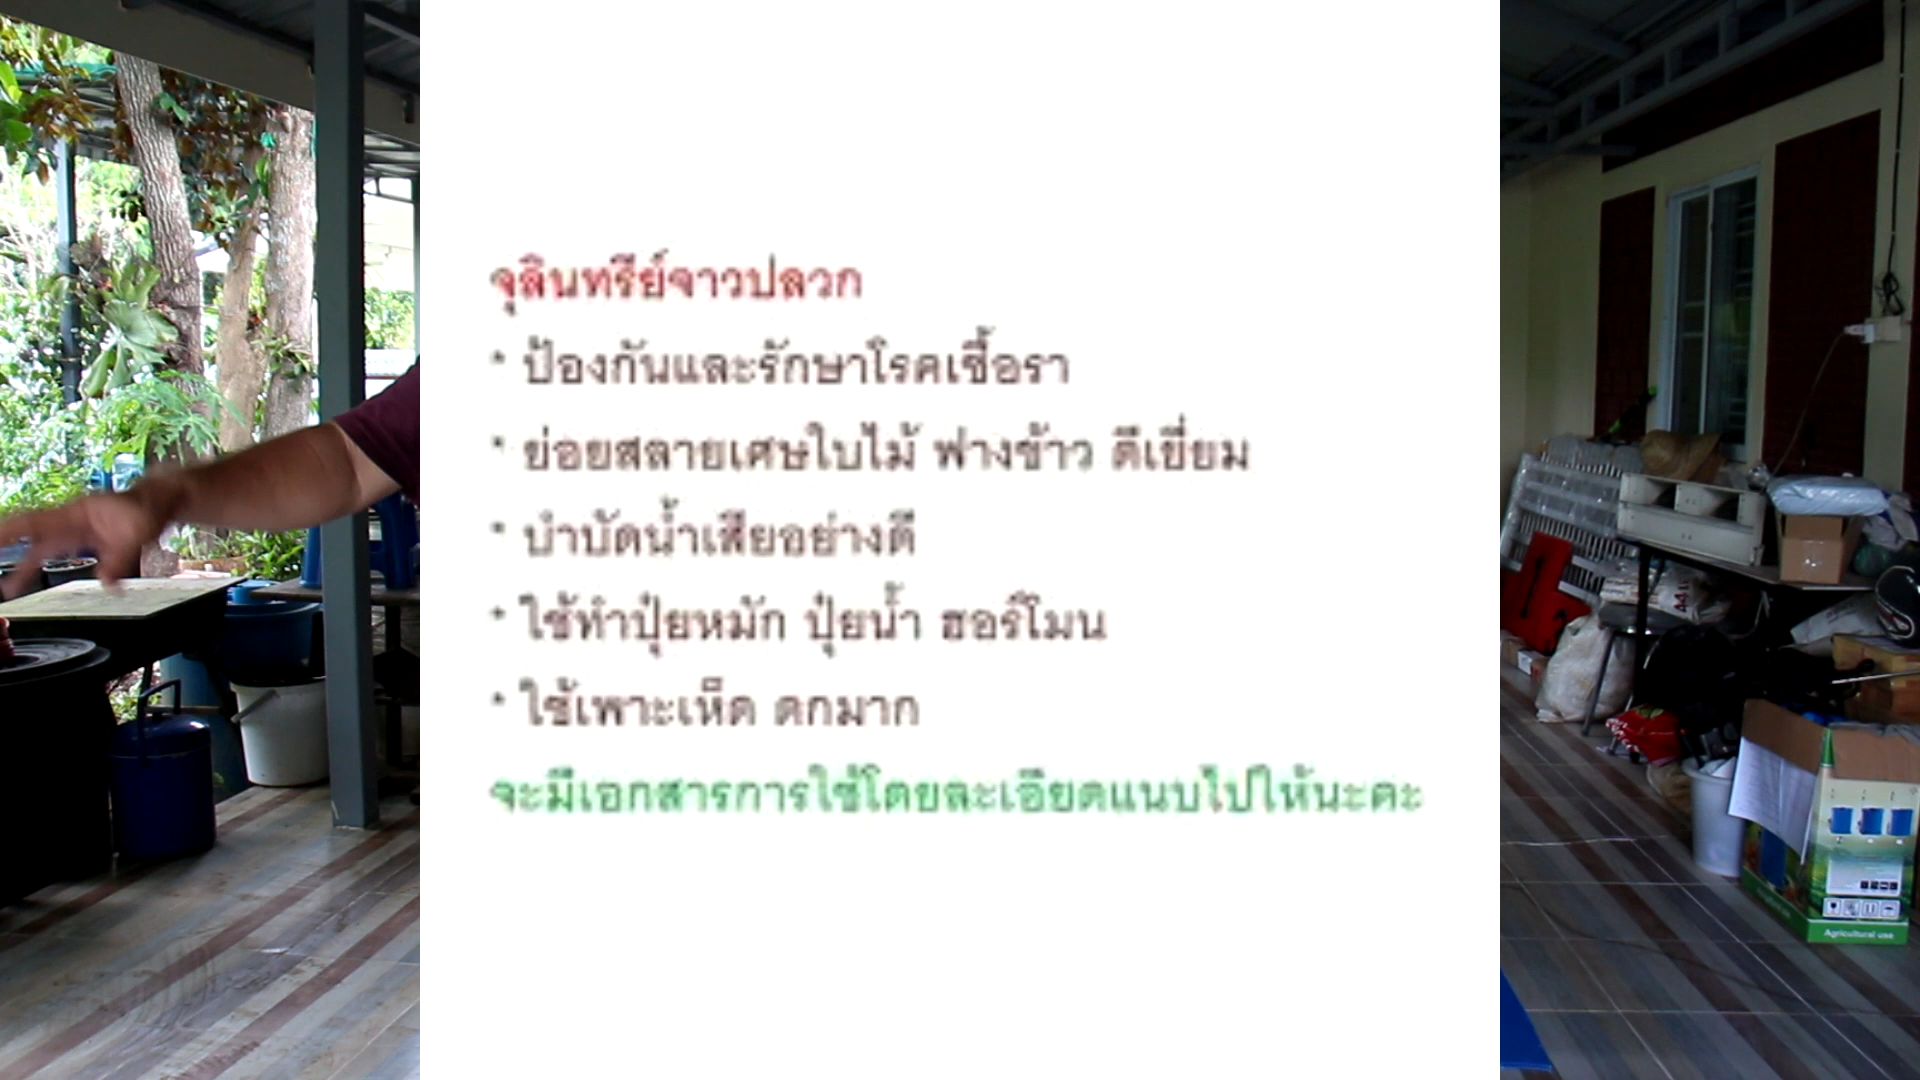 จุลินทรีย์จาวปลวก
* ป้องกันและรักษาโรคเชื้อรา
* ย่อยสลายเศษใบไม้ ฟางข้าว ดีเยี่ยม
* บำบัดน้ำเสียอย่างดี
* ใช้ทำปุ๋ยหมัก ปุ๋ยน้ำ ฮอร์โมน
* ใช้เพาะเห็ด ดกมาก
จะมีเอกสารการใช้โดยละเอียดแนบไปให้นะคะ
Agricultural use